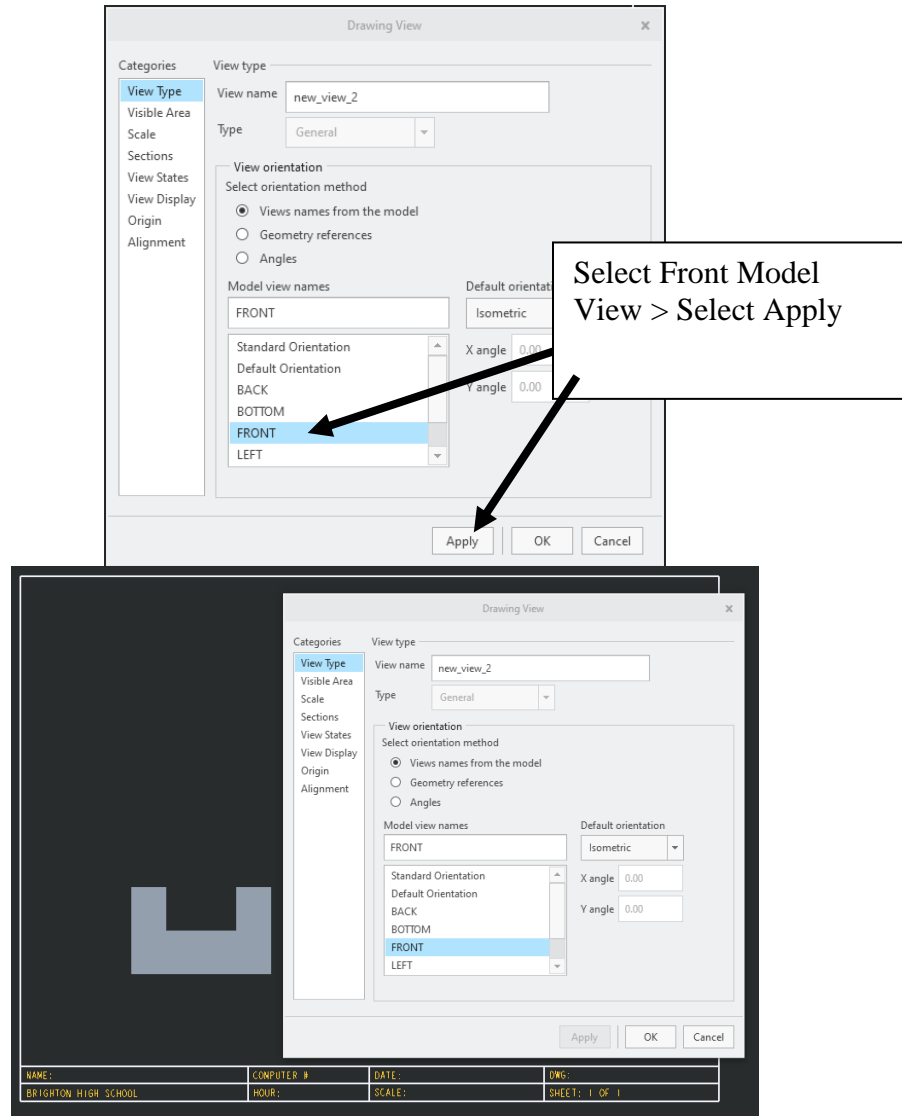 Drawing View x
Categories View type
View Type
Visible Area
Scale
Sections
View States
View Display
Origin
Alignment
View name new_view_2
Type General
View orientation
Select orientation method
Views names from the model
Geometry references
Angles
Model view names
FRONT
Standard Orientation
Default Orientation
BACK
BOTTOM
FRONT
LEFT
Default orientati
Isometric
X angle 0.00
Y angle 0.00
Select Front Model
View > Select Apply
Apply OK Cancel
Drawing View x
Categories View type
View Type
Visible Area
Scale
Sections
View States
View Display
Origin
Alignment
View name new_view_2
Type General
View orientation
Select orientation method
Views names from the model
Geometry references
Angles
Model view names
FRONT
Standard Orientation
Default Orientation
BACK
BOTTOM
FRONT
LEFT
Default orientation
Isometric
X angle 0.00
Y angle 0.00
Apply OK Cancel
NAME: COMPUTER # DATE: DWG:
BRIGHTON HIGH SCHOOL HOUR: SCALE: SHEET: 1 OF 1